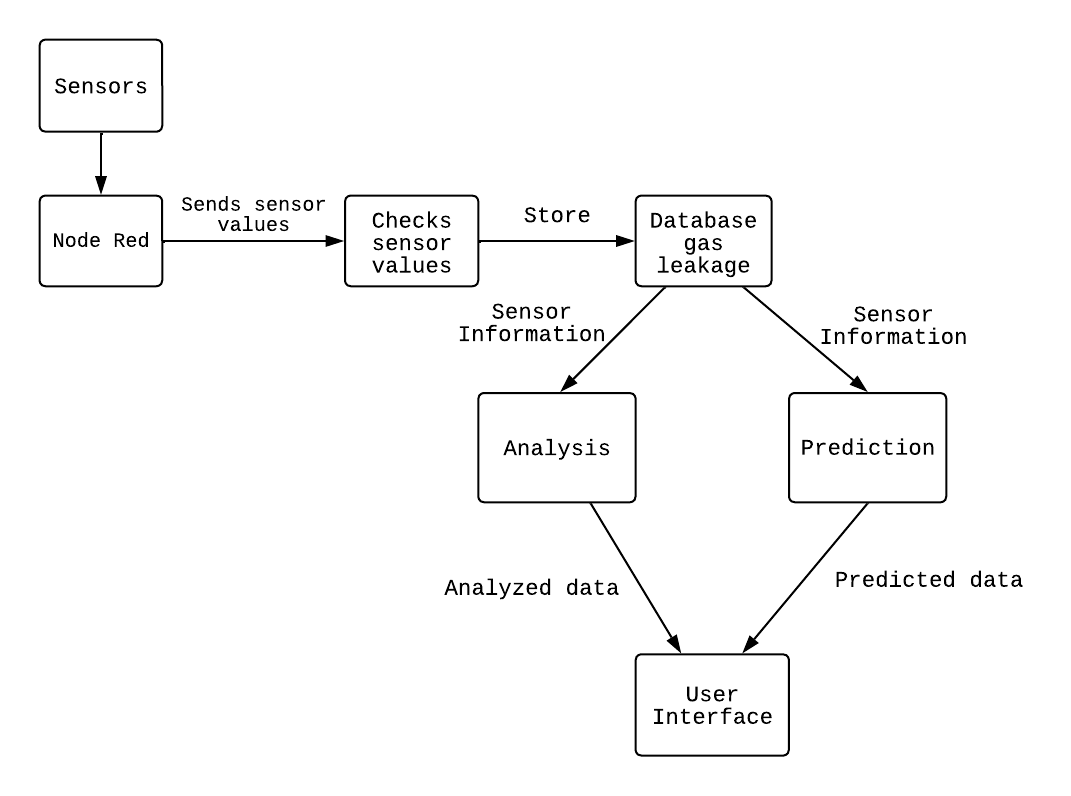 Sensors
Sends sensor
values
Node Red
Checks
sensor
values
Store
Database
gas
leakage
Sensor
Information
Sensor
Information
Analysis
Prediction
Analyzed data
Predicted data
User
Interface